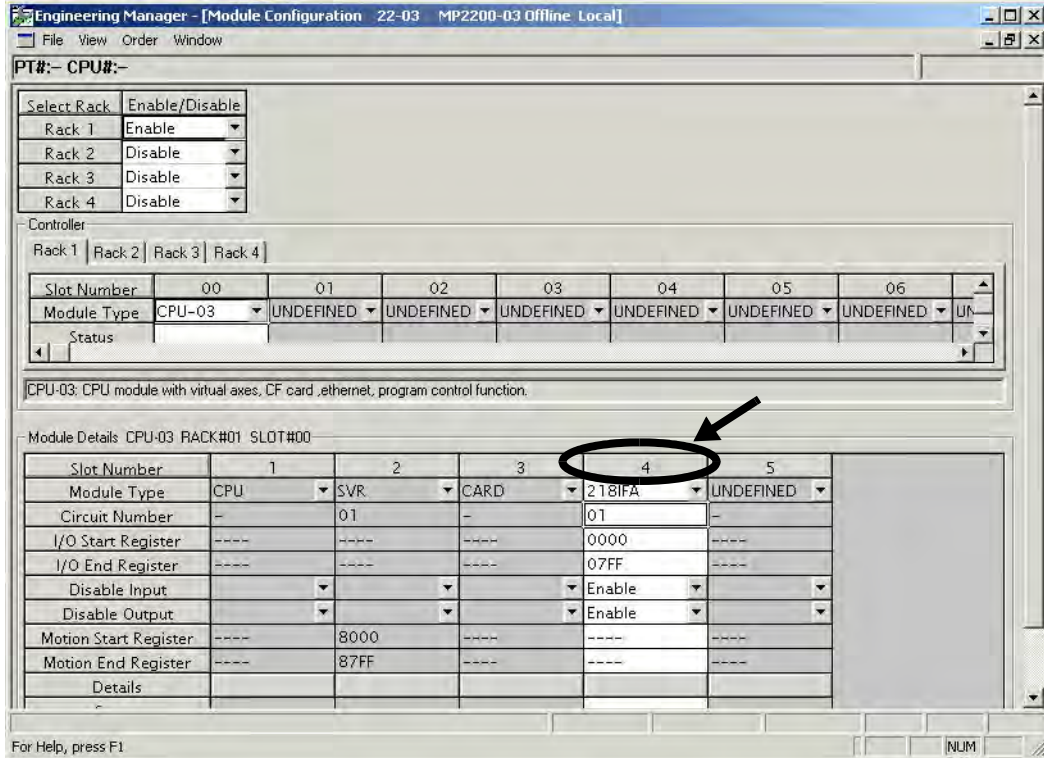 Engineering Manager - [Module Configuration 22-03 MP2200-03 Offline Local]
File View Order Window
PT#:- CPU#:-
Select Rack Enable/Disable
Rack 1 Enable
Rack 2 Disable
Rack 3 Disable
Rack 4 Disable
Controller
Rack 1 Rack 2 Rack 3 Rack 4
Slot Number 00 01 02 03 04 05 06
Module Type CPU-03 UNDEFINED UNDEFINED UNDEFINED UNDEFINED UNDEFINED UNDEFINED UN
Status
CPU-03: CPU module with virtual axes, CF card ,ethernet, program control function.
Module Details CPU-03 RACK#01 SLOT#00
Slot Number 1 2 3 4 5
Module Type CPU SVR CARD 218IFA UNDEFINED
Circuit Number - 01 - 01 -
I/O Start Register ---- ---- ---- 0000 ----
I/O End Register ---- ---- ---- 07FF ----
Disable Input Enable
Disable Output Enable
Motion Start Register ---- 8000 ---- ---- ----
Motion End Register ---- 87FF ---- ---- ----
Details
For Help, press F1
NUM